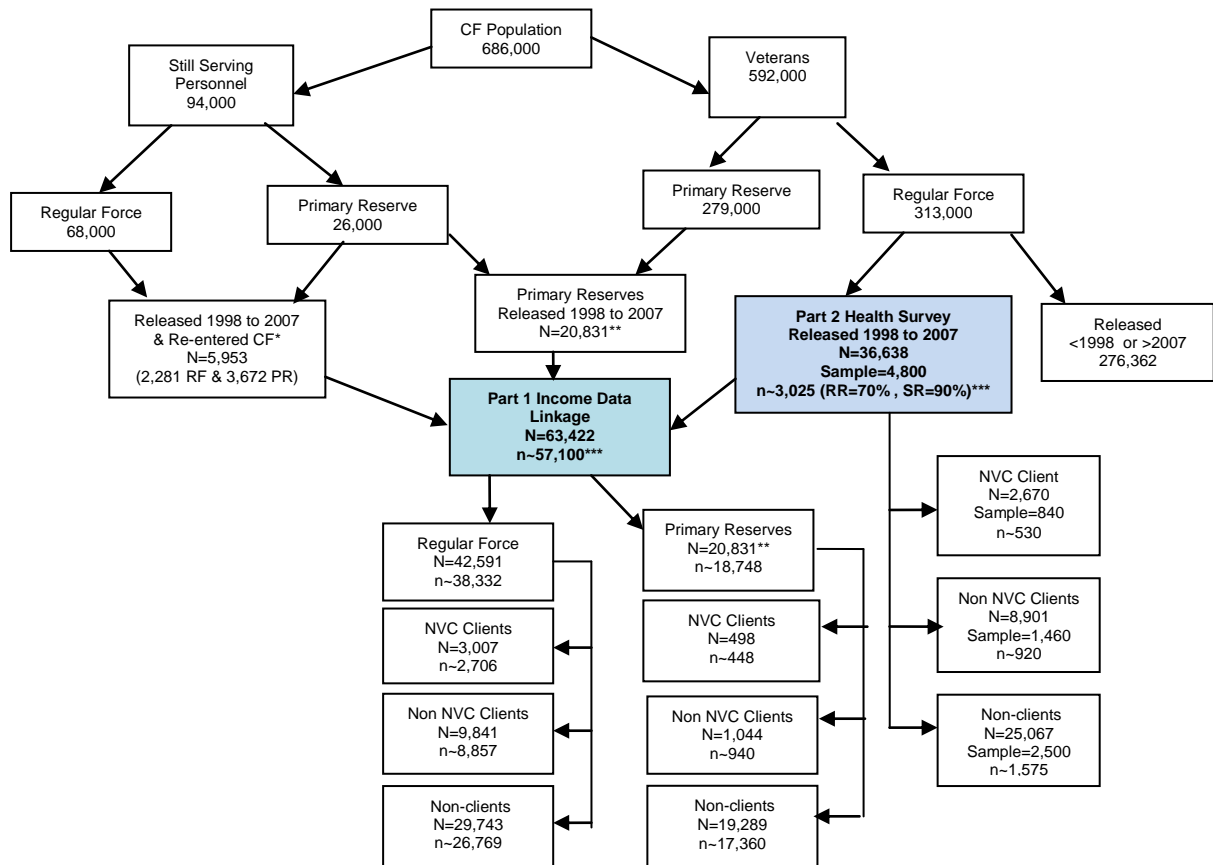 CF Population
686,000
Still Serving
Personnel
94,000
Veterans
592,000
Regular Force
68,000
Primary Reserve
26,000
Primary Reserve
279,000
Regular Force
313,000
Released 1998 to 2007
& Re-entered CF*
N=5,953
(2,281 RF & 3,672 PR)
Primary Reserves
Released 1998 to 2007
N=20,831**
Part 2 Health Survey
Released 1998 to 2007
N=36,638
Sample=4,800
n~3,025 (RR=70% , SR=90%)***
Released
<1998 or >2007
276,362
Part 1 Income Data
Linkage
N=63,422
n~57,100***
Regular Force
N=42,591
n~38,332
NVC Clients
N=3,007
n~2,706
Non NVC Clients
N=9,841
n~8,857
Non-clients
N=29,743
n~26,769
Primary Reserves
N=20,831**
n~18,748
NVC Clients
N=498
n~448
Non NVC Clients
N=1,044
n~940
Non-clients
N=19,289
n~17,360
NVC Client
N=2,670
Sample=840
n~530
Non NVC Clients
N=8,901
Sample=1,460
n~920
Non-clients
N=25,067
Sample=2,500
n~1,575